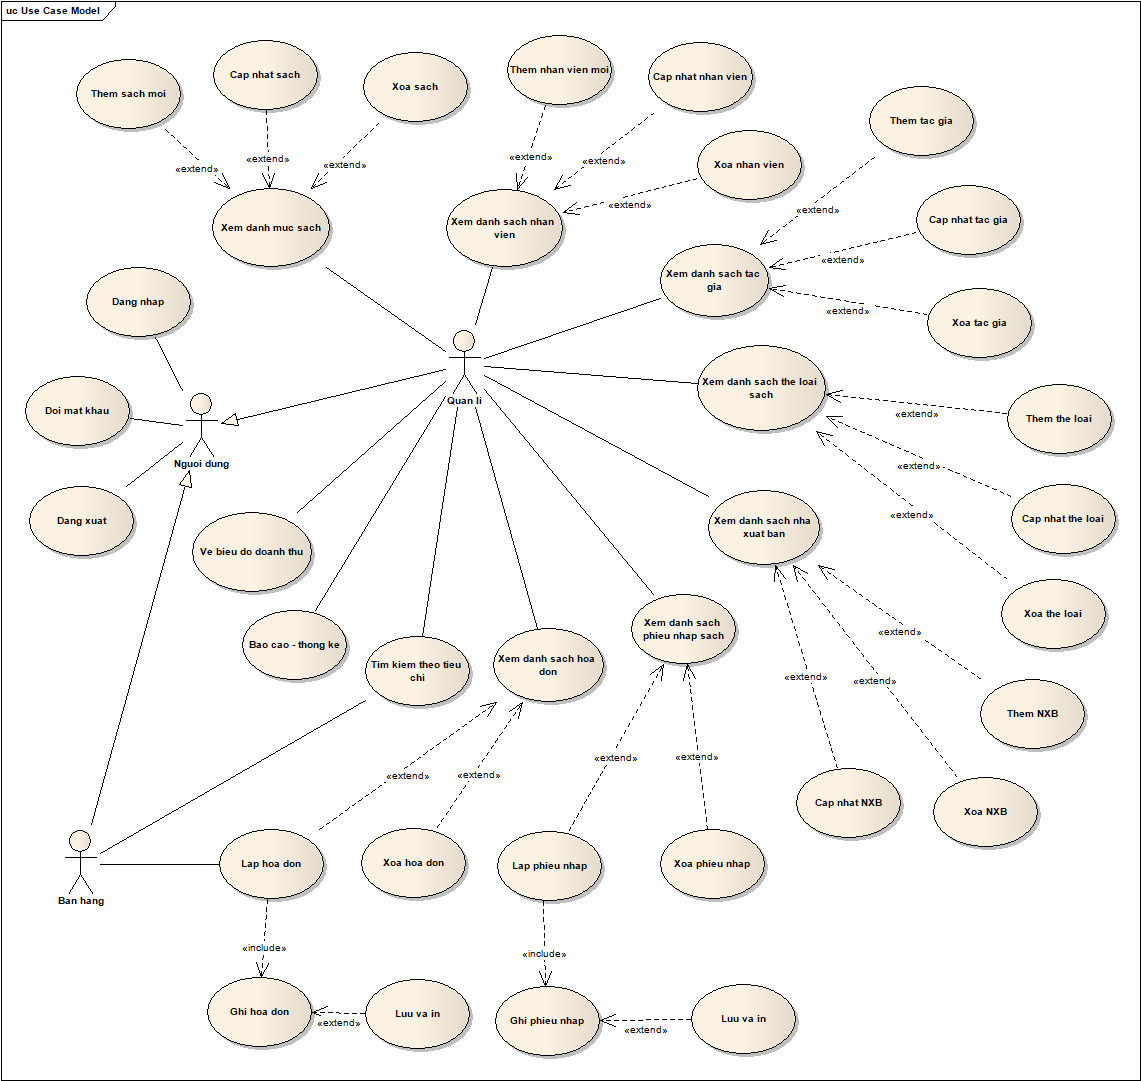 uc Use Case Model
Them sach moi
Cap nhat sach
Xoa sach
«extend»
«extend»
«extend»
Xem danh muc sach
Them nhan vien moi
Cap nhat nhan vien
Xoa nhan vien
«extend»
«extend»
«extend»
Xem danh sach nhan
vien
Them tac gia
Cap nhat tac gia
Xoa tac gia
«extend»
«extend»
«extend»
Xem danh sach tac
gia
Dang nhap
Doi mat khau
Dang xuat
Nguoi dung
Quan li
Xem danh sach the loai
sach
«extend»
«extend»
«extend»
Them the loai
Cap nhat the loai
Xoa the loai
Xem danh sach nha
xuat ban
«extend»
«extend»
«extend»
Them NXB
Cap nhat NXB
Xoa NXB
Ve bieu do doanh thu
Bao cao - thong ke
Tim kiem theo tieu
chi
Xem danh sach hoa
don
Xem danh sach
phieu nhap sach
«extend»
«extend»
«extend»
«extend»
Ban hang
Lap hoa don
Xoa hoa don
Lap phieu nhap
Xoa phieu nhap
«include»
«include»
Ghi hoa don
«extend»
Luu va in
Ghi phieu nhap
«extend»
Luu va in